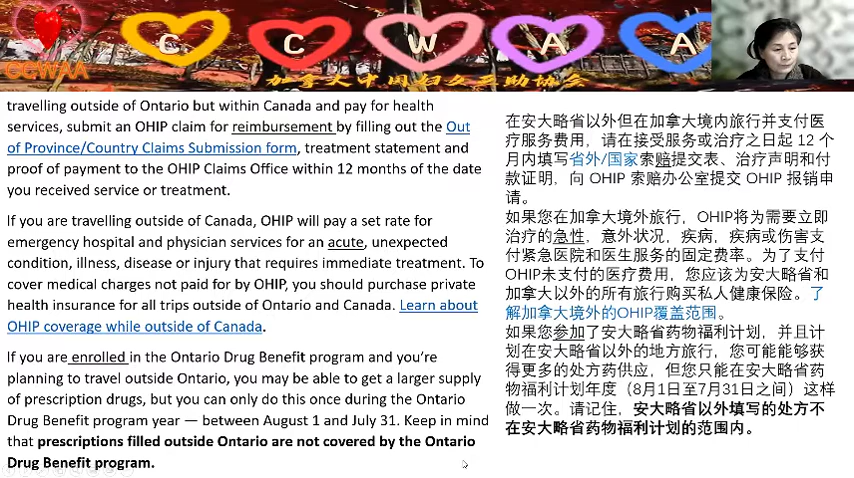 CCWAA
C C W A A
加拿大中国妇女互助协会
travelling outside of Ontario but within Canada and pay for health
services, submit an OHIP claim for reimbursement by filling out the Out
of Province/Country Claims Submission form, treatment statement and
proof of payment to the OHIP Claims Office within 12 months of the date
you received service or treatment.
If you are travelling outside of Canada, OHIP will pay a set rate for
emergency hospital and physician services for an acute, unexpected
condition, illness, disease or injury that requires immediate treatment. To
cover medical charges not paid for by OHIP, you should purchase private
health insurance for all trips outside of Ontario and Canada. Learn about
OHIP coverage while outside of Canada.
If you are enrolled in the Ontario Drug Benefit program and you're
planning to travel outside Ontario, you may be able to get a larger supply
of prescription drugs, but you can only do this once during the Ontario
Drug Benefit program year — between August 1 and July 31. Keep in mind
that prescriptions filled outside Ontario are not covered by the Ontario
Drug Benefit program.
在安大略省以外但在加拿大境内旅行并支付医
疗服务费用，请在接受服务或治疗之日起 12 个
月内填写省外/国家索赔提交表、治疗声明和付
款证明，向 OHIP 索赔办公室提交 OHIP 报销申
请。
如果您在加拿大境外旅行，OHIP将为需要立即
治疗的急性，意外状况，疾病，疾病或伤害支
付紧急医院和医生服务的固定费率。为了支付
OHIP未支付的医疗费用，您应该为安大略省和
加拿大以外的所有旅行购买私人健康保险。了
解加拿大境外的OHIP覆盖范围。
如果您参加了安大略省药物福利计划，并且计
划在安大略省以外的地方旅行，您可能能够获
得更多的处方药供应，但您只能在安大略省药
物福利计划年度（8月1日至7月31日之间）这样
做一次。请记住，安大略省以外填写的处方不
在安大略省药物福利计划的范围内。